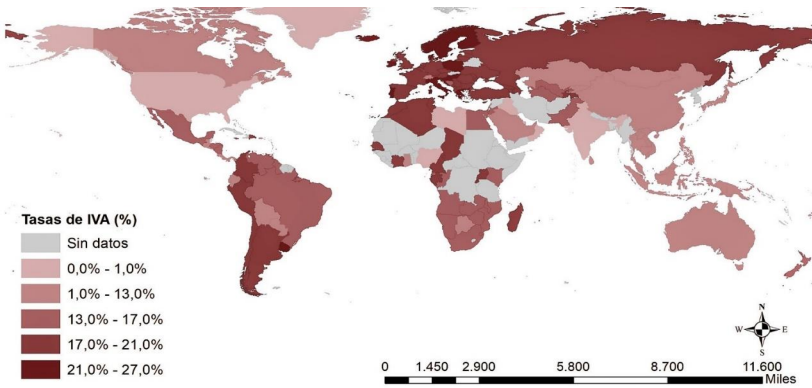 Tasas de IVA (%)
Sin datos
0,0% - 1,0%
1,0% - 13,0%
13,0% - 17,0%
17,0% - 21,0%
21,0% - 27,0%
N
W E
S
0 1.450 2.900 5.800 8.700 11.600
Miles